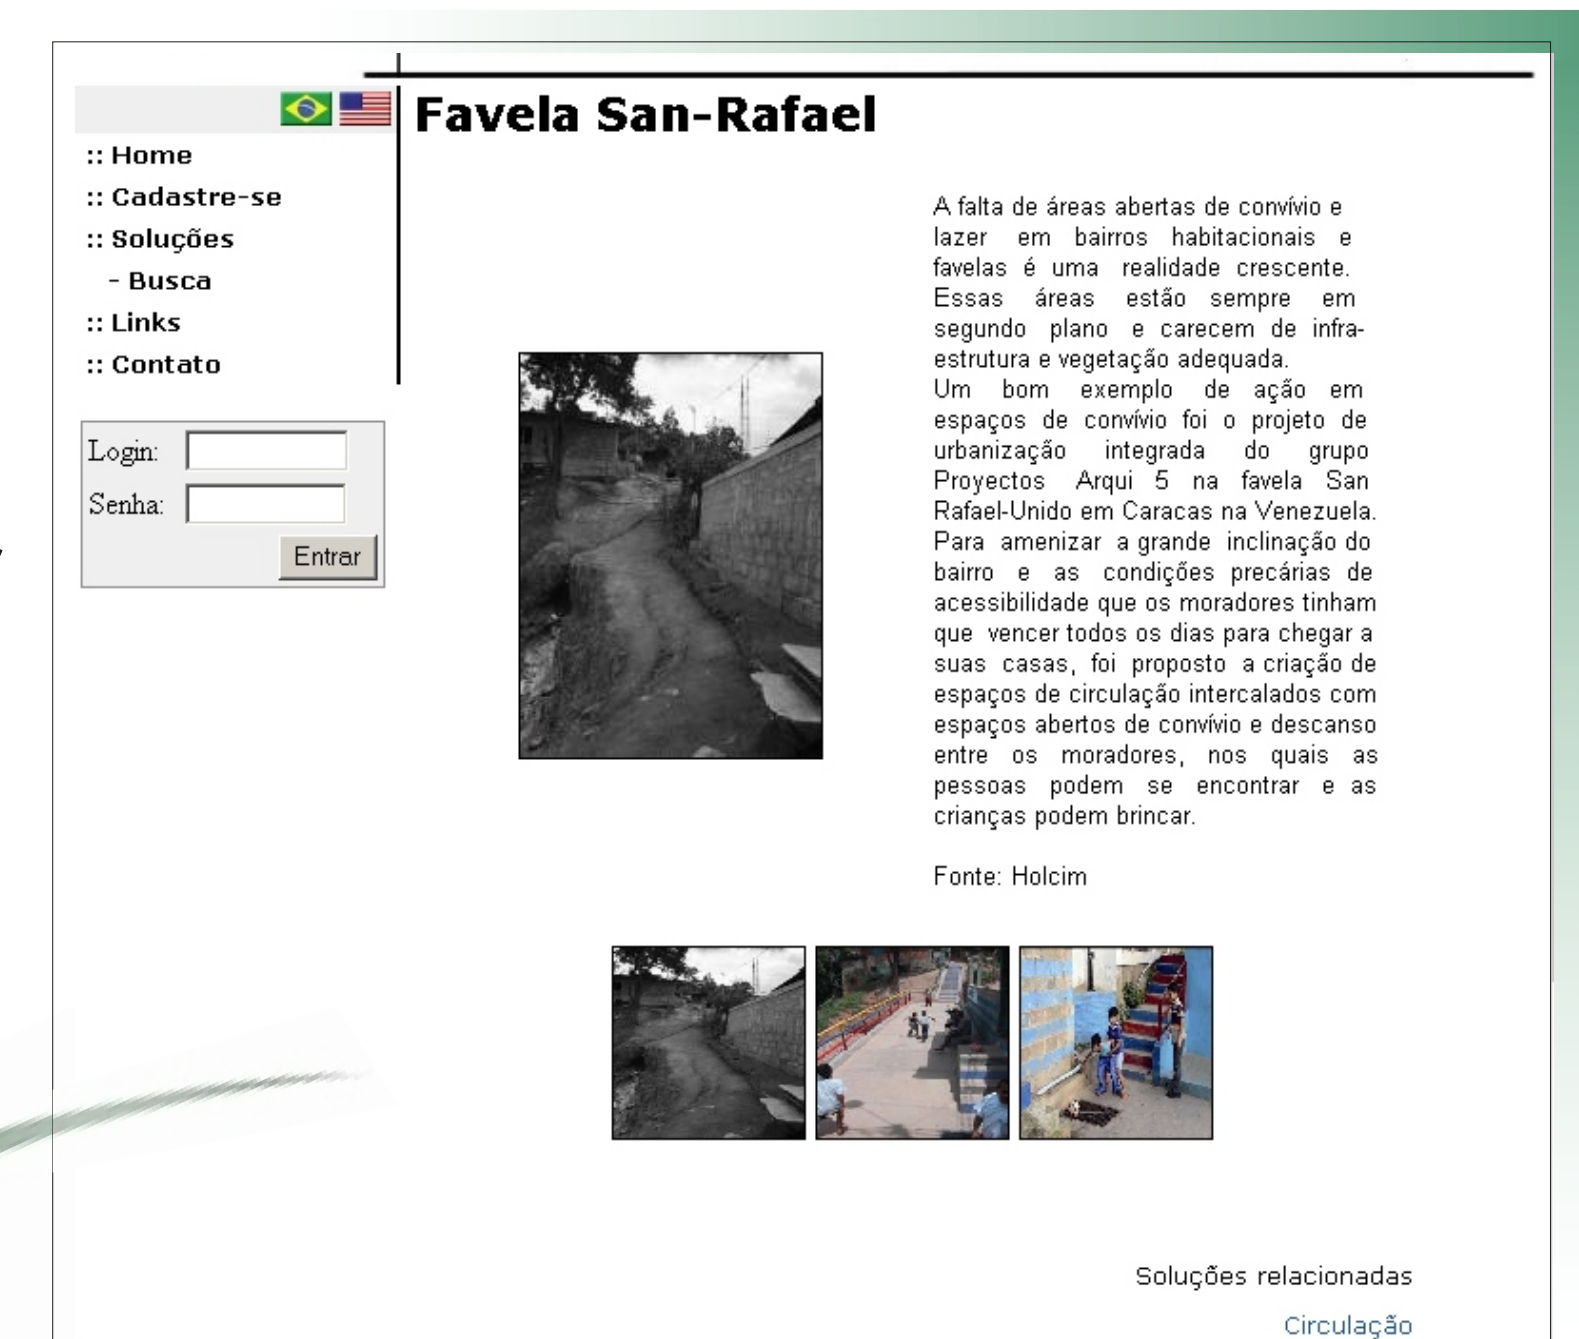 Favela San-Rafael
:: Home
:: Cadastre-se
:: Soluções
- Busca
:: Links
:: Contato
Login:
Senha:
Entrar
A falta de áreas abertas de convívio e
lazer em bairros habitacionais e
favelas é uma realidade crescente.
Essas áreas estão sempre em
segundo plano e carecem de infra-
estrutura e vegetação adequada.
Um bom exemplo de ação em
espaços de convívio foi o projeto de
urbanização integrada do grupo
Proyectos Arqui 5 na favela San
Rafael-Unido em Caracas na Venezuela.
Para amenizar a grande inclinação do
bairro e as condições precárias de
acessibilidade que os moradores tinham
que vencer todos os dias para chegar a
suas casas, foi proposto a criação de
espaços de circulação intercalados com
espaços abertos de convívio e descanso
entre os moradores, nos quais as
pessoas podem se encontrar e as
crianças podem brincar.
Fonte: Holcim
Soluções relacionadas
Circulação